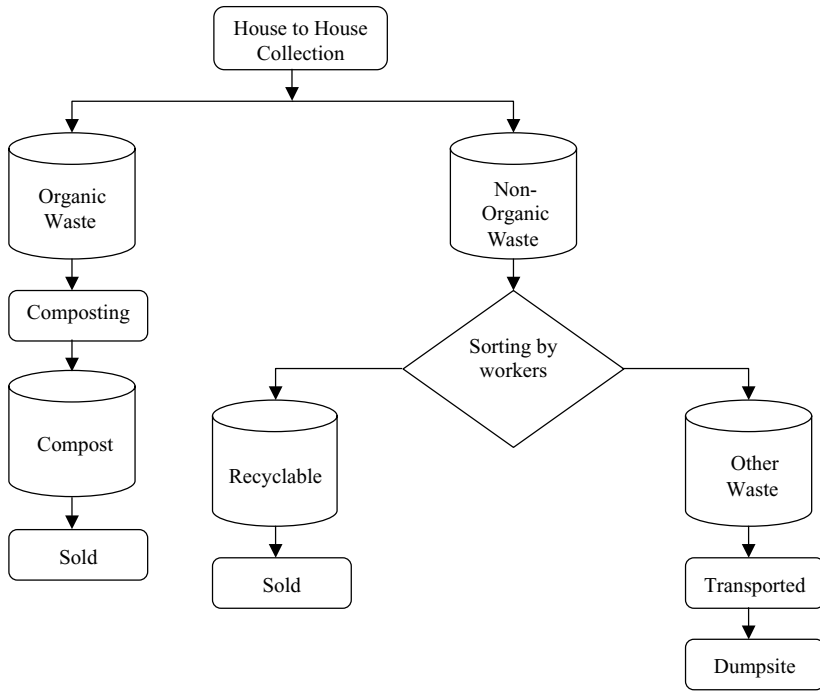 House to House
Collection
Organic
Waste
Non-
Organic
Waste
Composting
Sorting by
workers
Compost
Recyclable
Other
Waste
Sold
Sold
Transported
Dumpsite